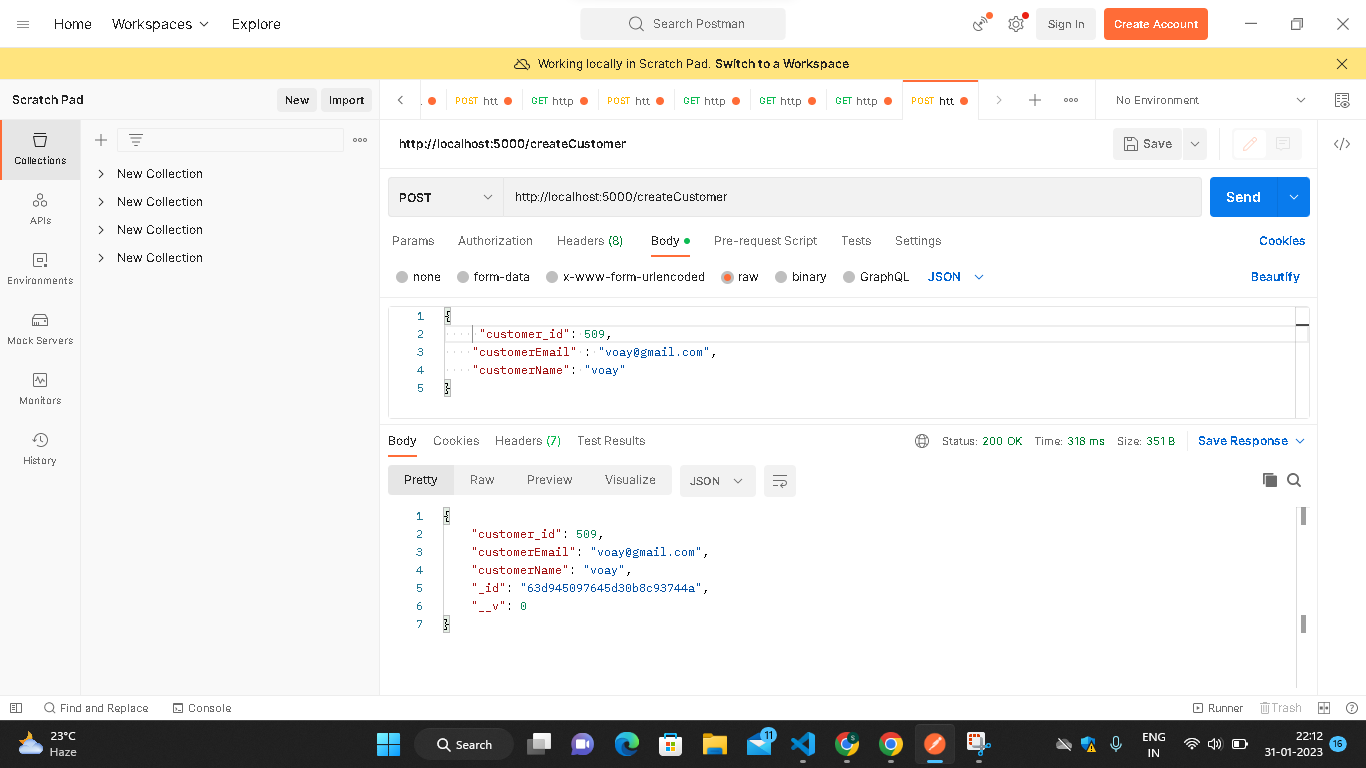 Home Workspaces Explore Search Postman Sign In Create Account
Working locally in Scratch Pad. Switch to a Workspace
Scratch Pad New Import POST htt GET http POST htt GET http GET http GET http POST htt No Environment
http://localhost:5000/createCustomer Save
Collections
APIs
Environments
Mock Servers
Monitors
History
New Collection
New Collection
New Collection
New Collection
POST http://localhost:5000/createCustomer Send
Params Authorization Headers (8) Body Pre-request Script Tests Settings Cookies
none form-data x-www-form-urlencoded raw binary GraphQL JSON Beautify
1 {
2 "customer_id": 509,
3 "customerEmail" : "voay@gmail.com",
4 "customerName": "voay"
5 }
Body Cookies Headers (7) Test Results Status: 200 OK Time: 318 ms Size: 351 B Save Response
Pretty Raw Preview Visualize JSON
1 {
2 "customer_id": 509,
3 "customerEmail": "voay@gmail.com",
4 "customerName": "voay",
5 "_id": "63d945097645d30b8c93744a",
6 "__v": 0
7 }
Find and Replace Console Runner Trash
23°C
Haze
Search
11
S
ENG
IN
22:12
31-01-2023
16